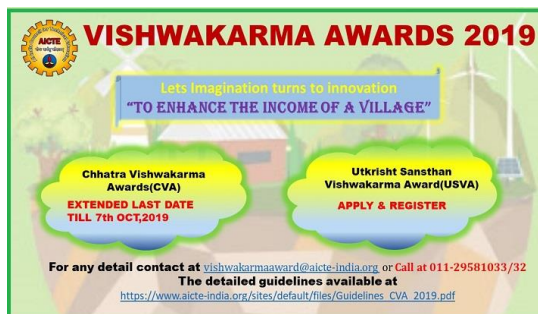 VISHWAKARMA AWARDS 2019
AICTE
Lets Imagination turns to innovation
“TO ENHANCE THE INCOME OF A VILLAGE”
Chhatra Vishwakarma
Awards(CVA)
EXTENDED LAST DATE
TILL 7th OCT,2019
Utkrisht Sansthan
Vishwakarma Award(USVA)
APPLY & REGISTER
For any detail contact at vishwakarmaaward@aicte-india.org or Call at 011-29581033/32
The detailed guidelines available at
https://www.aicte-india.org/sites/default/files/Guidelines_CVA_2019.pdf